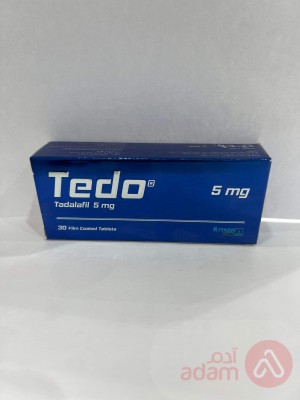 Tedo®
5 mg
Tadalafil 5 mg
30 Film Coated Tablets
آدم
adam